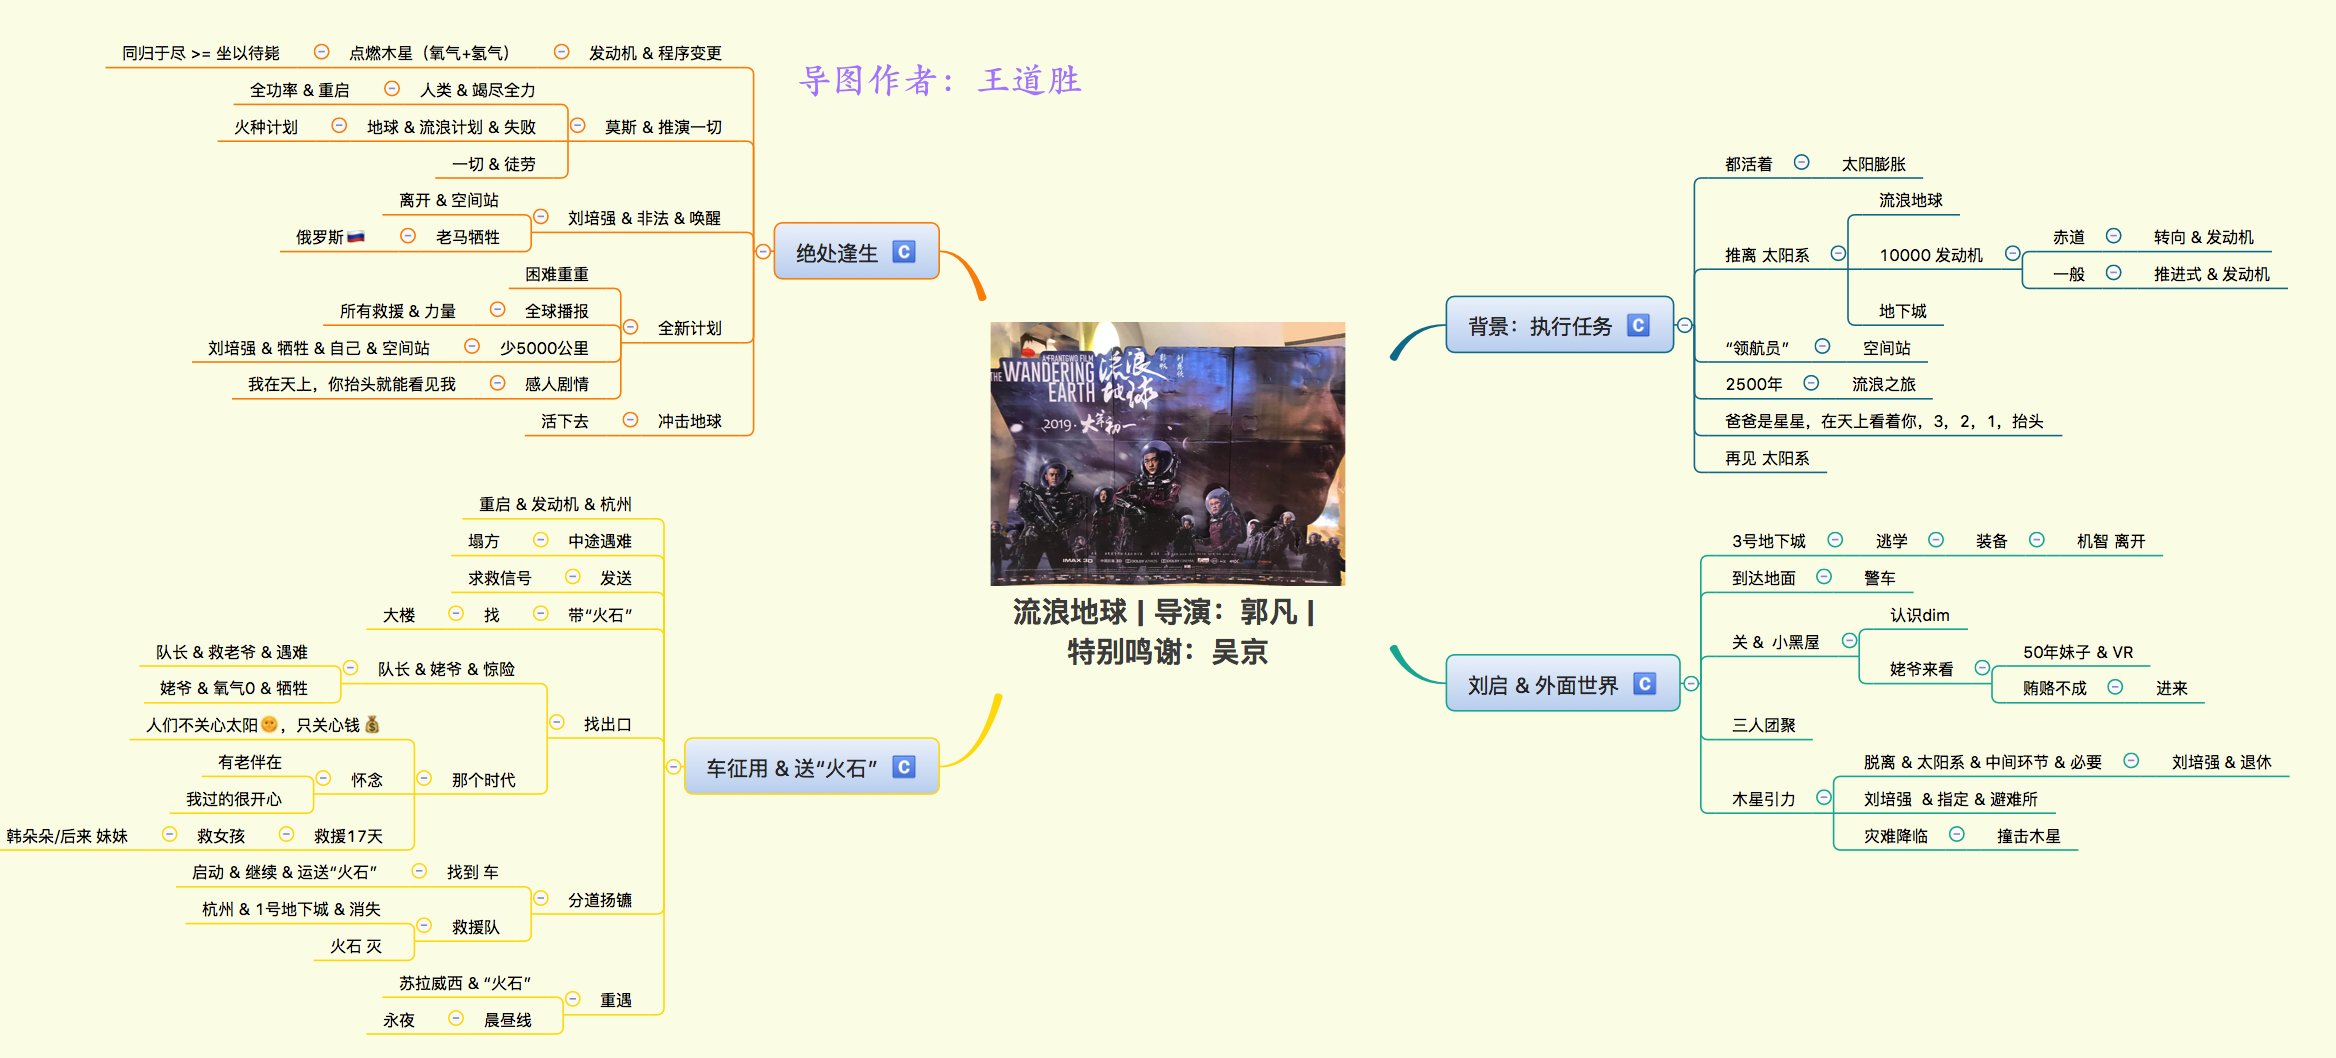 导图作者：王道胜
流浪地球 | 导演：郭凡 |
特别鸣谢：吴京
A FRANTGWO FILM
THE WANDERING
EARTH
流浪
地球
2019·大年初一
IMAX 3D
背景：执行任务
都活着
太阳膨胀
推离 太阳系
流浪地球
10000 发动机
赤道
转向 & 发动机
一般
推进式 & 发动机
地下城
“领航员”
空间站
2500年
流浪之旅
爸爸是星星，在天上看着你，3，2，1，抬头
再见 太阳系
刘启 & 外面世界
3号地下城
逃学
装备
机智 离开
到达地面
警车
关 & 小黑屋
认识dim
姥爷来看
50年妹子 & VR
贿赂不成
进来
三人团聚
木星引力
脱离 & 太阳系 & 中间环节 & 必要
刘培强 & 退休
刘培强 & 指定 & 避难所
灾难降临
撞击木星
车征用 & 送“火石”
重启 & 发动机 & 杭州
中途遇难
塌方
发送
求救信号
带“火石”
找
大楼
找出口
队长 & 姥爷 & 惊险
队长 & 救老爷 & 遇难
姥爷 & 氧气0 & 牺牲
那个时代
人们不关心太阳🌞，只关心钱💰
怀念
有老伴在
我过的很开心
救援17天
救女孩
韩朵朵/后来 妹妹
分道扬镳
找到 车
启动 & 继续 & 运送“火石”
救援队
杭州 & 1号地下城 & 消失
火石 灭
重遇
苏拉威西 & “火石”
晨昼线
永夜
绝处逢生
发动机 & 程序变更
点燃木星（氧气+氢气）
同归于尽 >= 坐以待毙
莫斯 & 推演一切
人类 & 竭尽全力
全功率 & 重启
地球 & 流浪计划 & 失败
火种计划
一切 & 徒劳
刘培强 & 非法 & 唤醒
离开 & 空间站
老马牺牲
俄罗斯🇷🇺
全新计划
困难重重
全球播报
所有救援 & 力量
少5000公里
刘培强 & 牺牲 & 自己 & 空间站
感人剧情
我在天上，你抬头就能看见我
冲击地球
活下去